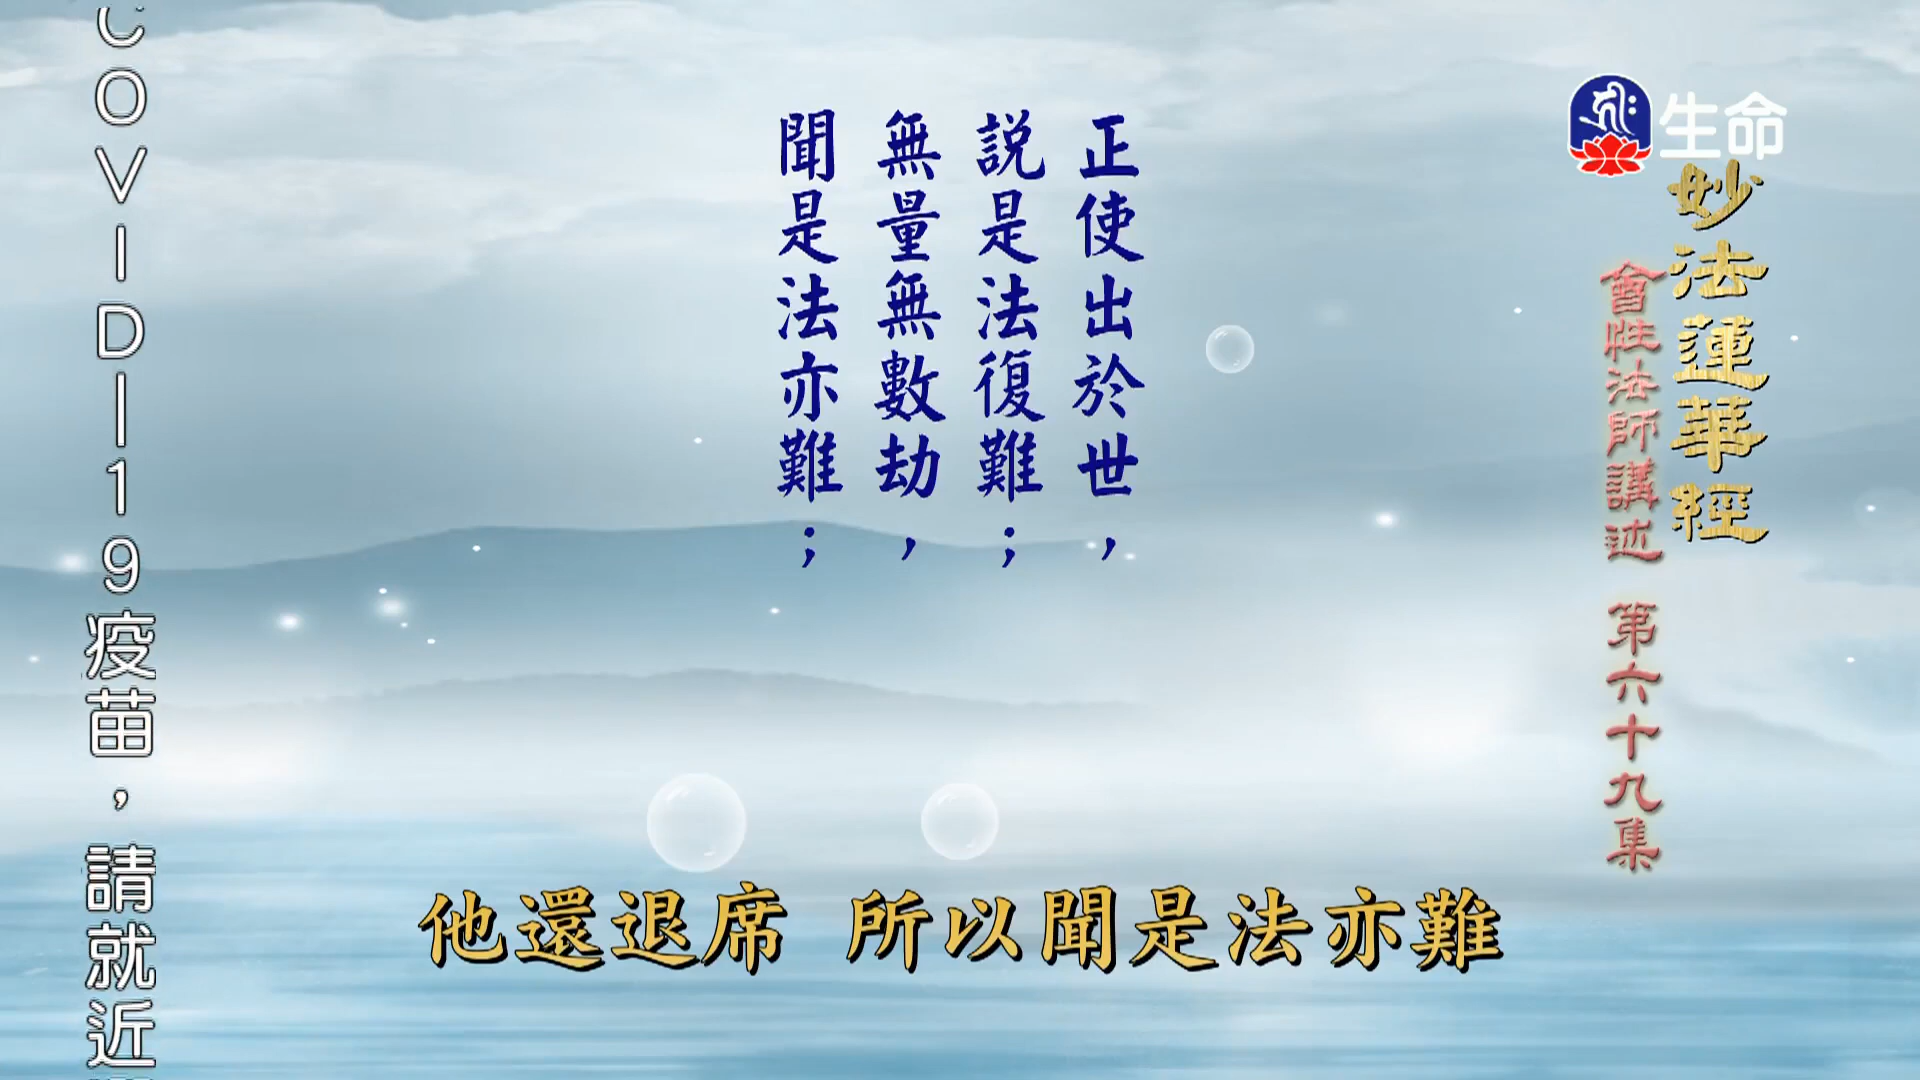 生命
妙法蓮華經
會性法師講述 第六十九集
正使出於世，
說是法復難；
無量無數劫，
聞是法亦難；
他還退席 所以聞是法亦難
COVID—19疫苗，請就近